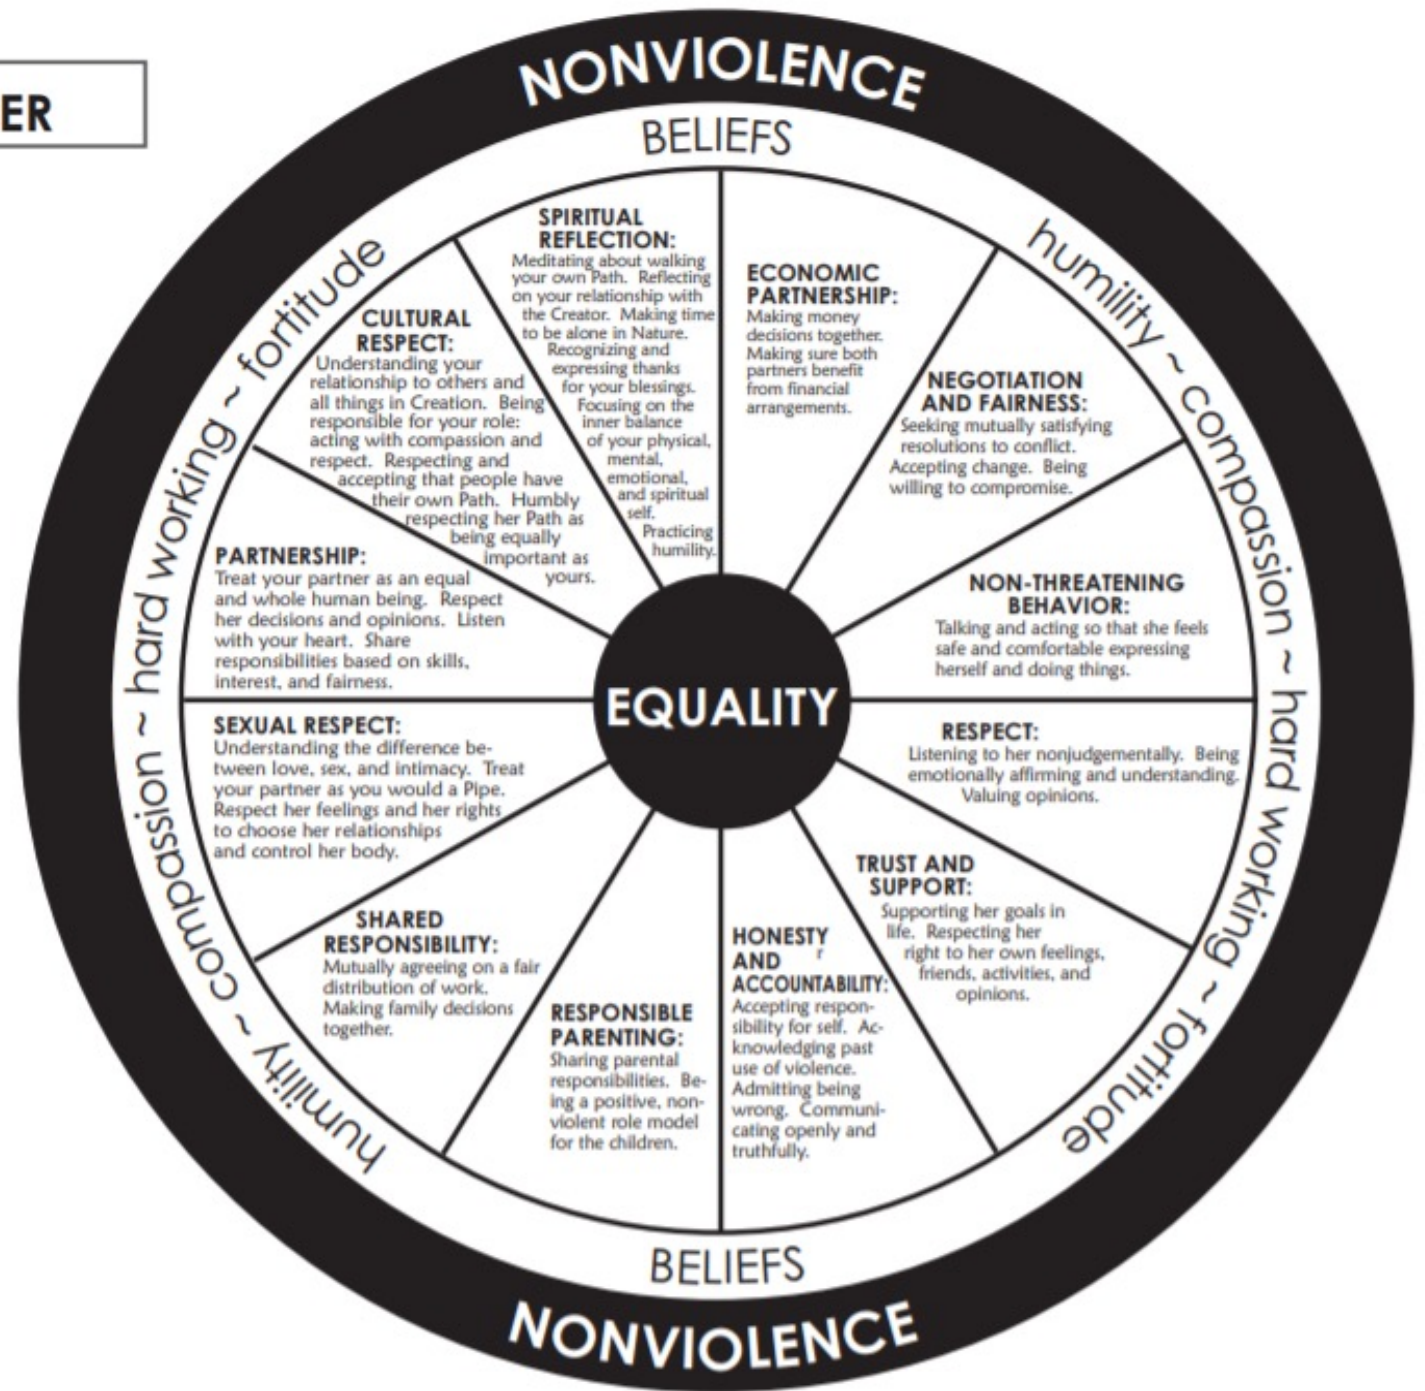 ER
NONVIOLENCE
BELIEFS
humility ~ compassion ~ hard working ~ fortitude
humility ~ compassion ~ hard working ~ fortitude
SPIRITUAL
REFLECTION:
Meditating about walking
your own Path. Reflecting
on your relationship with
the Creator. Making time
to be alone in Nature.
Recognizing and
expressing thanks
for your blessings.
Focusing on the
inner balance
of your physical,
mental,
emotional,
and spiritual
self.
Practicing
humility.
ECONOMIC
PARTNERSHIP:
Making money
decisions together.
Making sure both
partners benefit
from financial
arrangements.
NEGOTIATION
AND FAIRNESS:
Seeking mutually satisfying
resolutions to conflict.
Accepting change. Being
willing to compromise.
NON-THREATENING
BEHAVIOR:
Talking and acting so that she feels
safe and comfortable expressing
herself and doing things.
RESPECT:
Listening to her nonjudgementally. Being
emotionally affirming and understanding.
Valuing opinions.
TRUST AND
SUPPORT:
Supporting her goals in
life. Respecting her
right to her own feelings,
friends, activities, and
opinions.
HONESTY
r
AND
ACCOUNTABILITY:
Accepting respon-
sibility for self. Ac-
knowledging past
use of violence.
Admitting being
wrong. Communi-
cating openly and
truthfully.
RESPONSIBLE
PARENTING:
Sharing parental
responsibilities. Be-
ing a positive, non-
violent role model
for the children.
SHARED
RESPONSIBILITY:
Mutually agreeing on a fair
distribution of work.
Making family decisions
together.
SEXUAL RESPECT:
Understanding the difference be-
tween love, sex, and intimacy. Treat
your partner as you would a Pipe.
Respect her feelings and her rights
to choose her relationships
and control her body.
PARTNERSHIP:
Treat your partner as an equal
and whole human being. Respect
her decisions and opinions. Listen
with your heart. Share
responsibilities based on skills,
interest, and fairness.
CULTURAL
RESPECT:
Understanding your
relationship to others and
all things in Creation. Being
responsible for your role:
acting with compassion and
respect. Respecting and
accepting that people have
their own Path. Humbly
respecting her Path as
being equally
important as
yours.
EQUALITY
BELIEFS
NONVIOLENCE